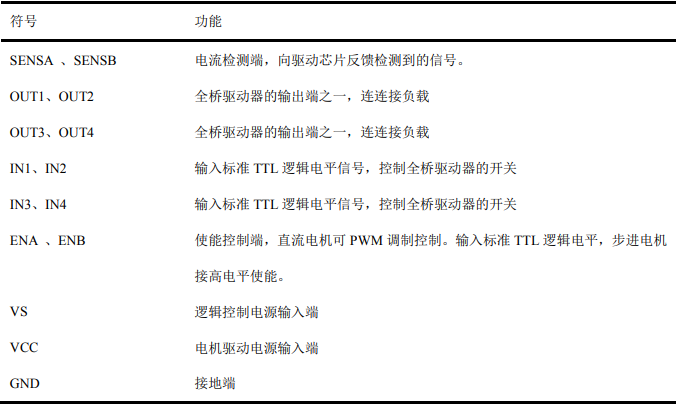 符号 功能
SENSA 、SENSB 电流检测端，向驱动芯片反馈检测到的信号。
OUT1、OUT2 全桥驱动器的输出端之一，连连接负载
OUT3、OUT4 全桥驱动器的输出端之一，连连接负载
IN1、IN2 输入标准 TTL 逻辑电平信号，控制全桥驱动器的开关
IN3、IN4 输入标准 TTL 逻辑电平信号，控制全桥驱动器的开关
ENA 、ENB 使能控制端，直流电机可 PWM 调制控制。输入标准 TTL 逻辑电平，步进电机
接高电平使能。
VS 逻辑控制电源输入端
VCC 电机驱动电源输入端
GND 接地端